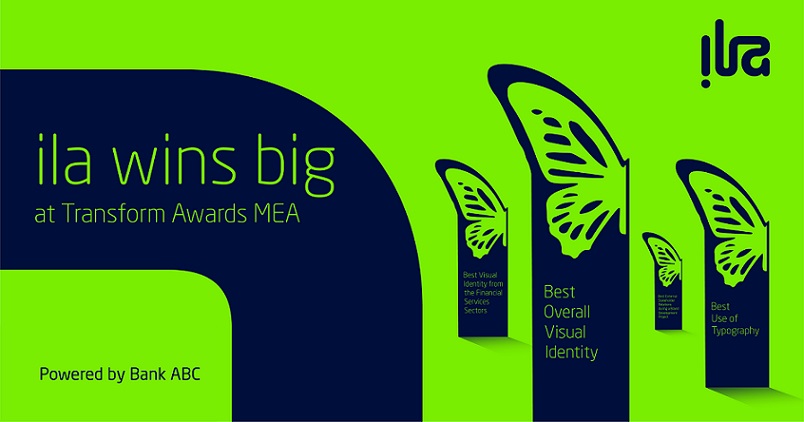 ila
ila wins big
at Transform Awards MEA
Powered by Bank ABC
Best Visual
Identity from
the Financial
Services
Sectors
Best
Overall
Visual
Identity
Best
Use of
Typography